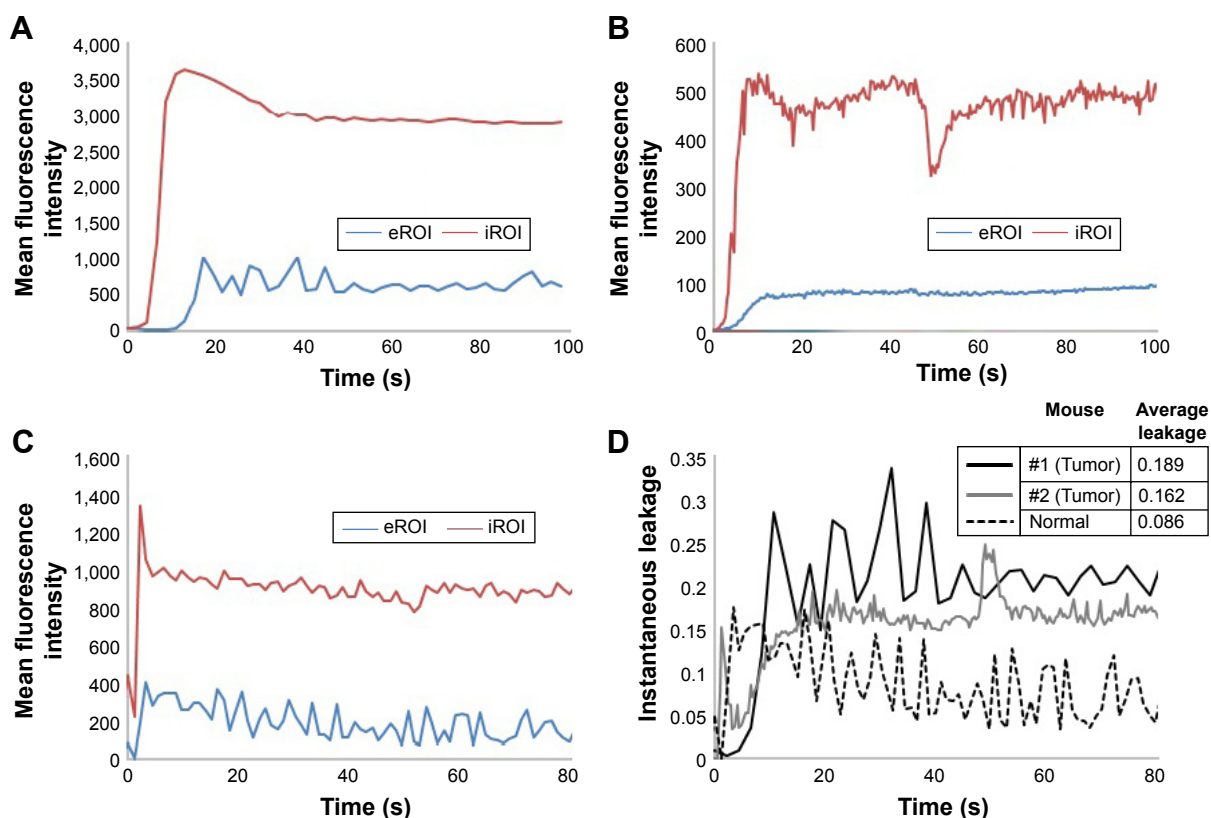 A
Mean fluorescence
intensity
4,000
3,500
3,000
2,500
2,000
1,500
1,000
500
0
eROI iROI
0 20 40 60 80 100
Time (s)
B
Mean fluorescence
intensity
600
500
400
300
200
100
0
eROI iROI
0 20 40 60 80 100
Time (s)
C
Mean fluorescence
intensity
1,600
1,400
1,200
1,000
800
600
400
200
0
eROI iROI
0 20 40 60 80
Time (s)
D
Instantaneous leakage
0.35
0.3
0.25
0.2
0.15
0.1
0.05
0
Mouse Average
leakage
#1 (Tumor) 0.189
#2 (Tumor) 0.162
Normal 0.086
0 20 40 60 80
Time (s)